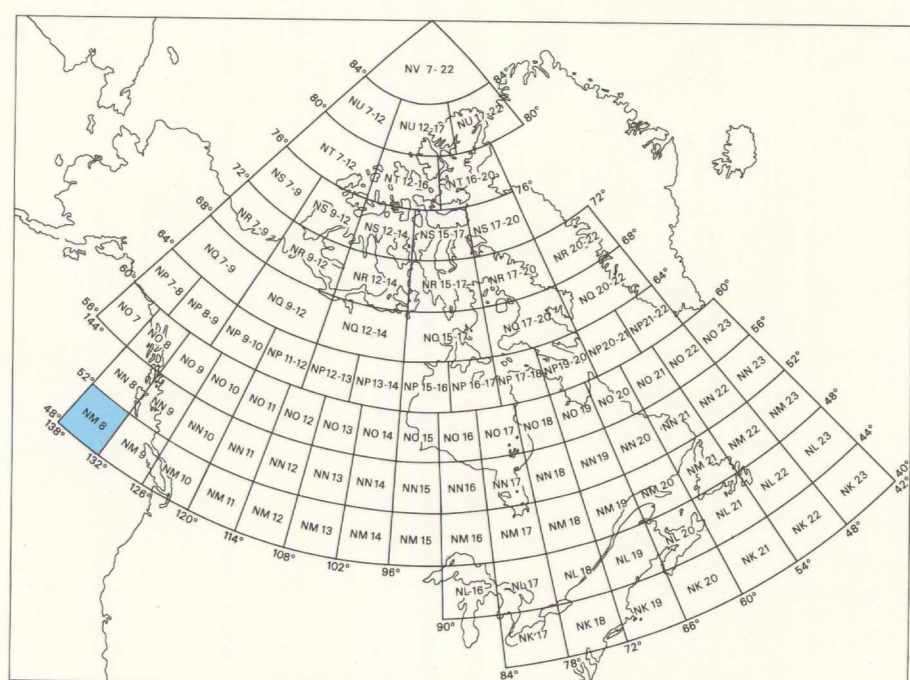 NV 7-22
84°
84°
NU 7-12
NU 12-17
NU 17-22
80°
80°
NT 7-12
NT 12-16
NT 16-20
76°
76°
NS 7-9
NS 9-12
NS 12-14
NS 15-17
NS 17-20
72°
72°
NR 7-9
NR 9-12
NR 12-14
NR 15-17
NR 17-20
NR 20-22
68°
68°
NQ 7-9
NQ 9-12
NQ 12-14
NQ 15-17
NQ 17-20
NQ 20-22
64°
64°
NP 7-8
NP 8-9
NP 9-10
NP 11-12
NP 12-13
NP 13-14
NP 15-16
NP 16-17
NP 17-18
NP19-20
NP20-21
NP21-22
60°
60°
NO 7
NO 8
NO 9
NO 10
NO 11
NO 12
NO 13
NO 14
NO 15
NO 16
NO 17
NO 18
NO 19
NO 20
NO 21
NO 22
NO 23
56°
144°
56°
NN 8
NN 9
NN10
NN 11
NN 12
NN 13
NN 14
NN15
NN16
NN 17
NN 18
NN 19
NN 20
NN 21
NN 22
NN 23
52°
52°
NM 8
NM 9
NM 10
NM 11
NM 12
NM 13
NM 14
NM 15
NM 16
NM 17
NM 18
NM 19
NM 20
NM 21
NM 22
NM 23
48°
138°
48°
132°
126°
120°
114°
108°
102°
96°
NL 16
NL 17
NL 18
NL 19
NL 20
NL 21
NL 22
NL 23
44°
90°
NK 17
NK 18
NK 19
NK 20
NK 21
NK 22
NK 23
40°
42°
84°
78°
72°
66°
60°
54°
48°